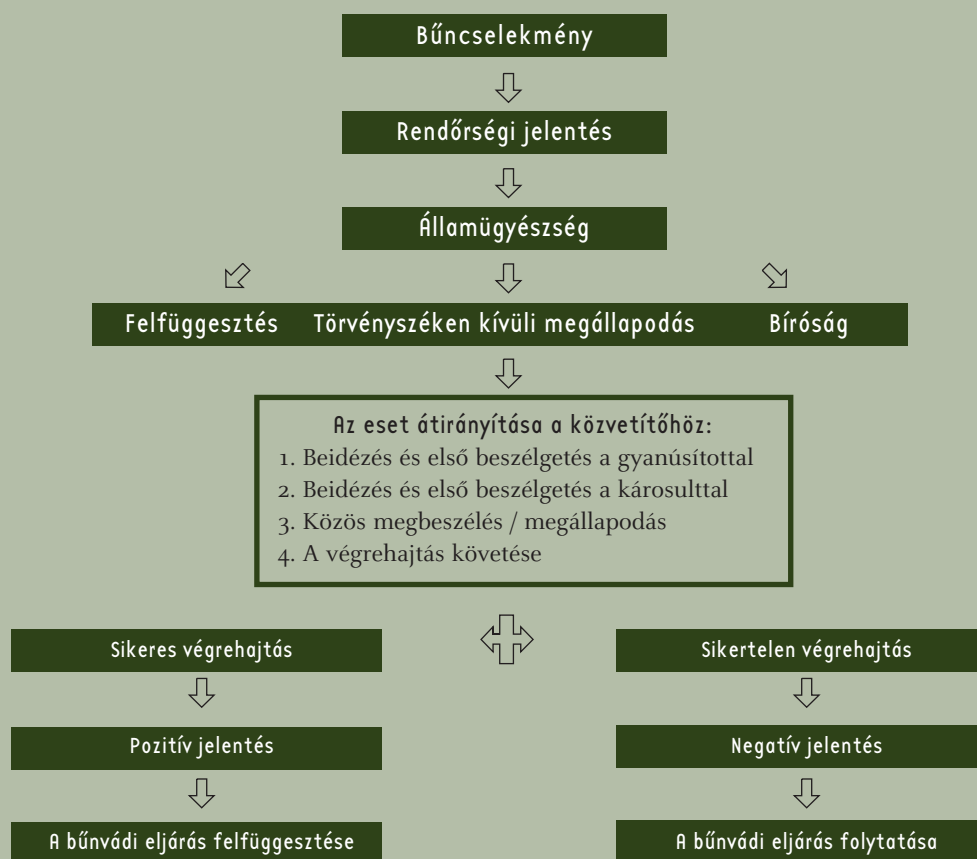 Bűncselekmény
Rendőrségi jelentés
Államügyészség
Felfüggesztés Törvényszéken kívüli megállapodás Bíróság
Az eset átirányítása a közvetítőhöz:
1. Beidézés és első beszélgetés a gyanúsítottal
2. Beidézés és első beszélgetés a károsulttal
3. Közös megbeszélés / megállapodás
4. A végrehajtás követése
Sikeres végrehajtás
Sikertelen végrehajtás
Pozitív jelentés
Negatív jelentés
A bűnvádi eljárás felfüggesztése
A bűnvádi eljárás folytatása